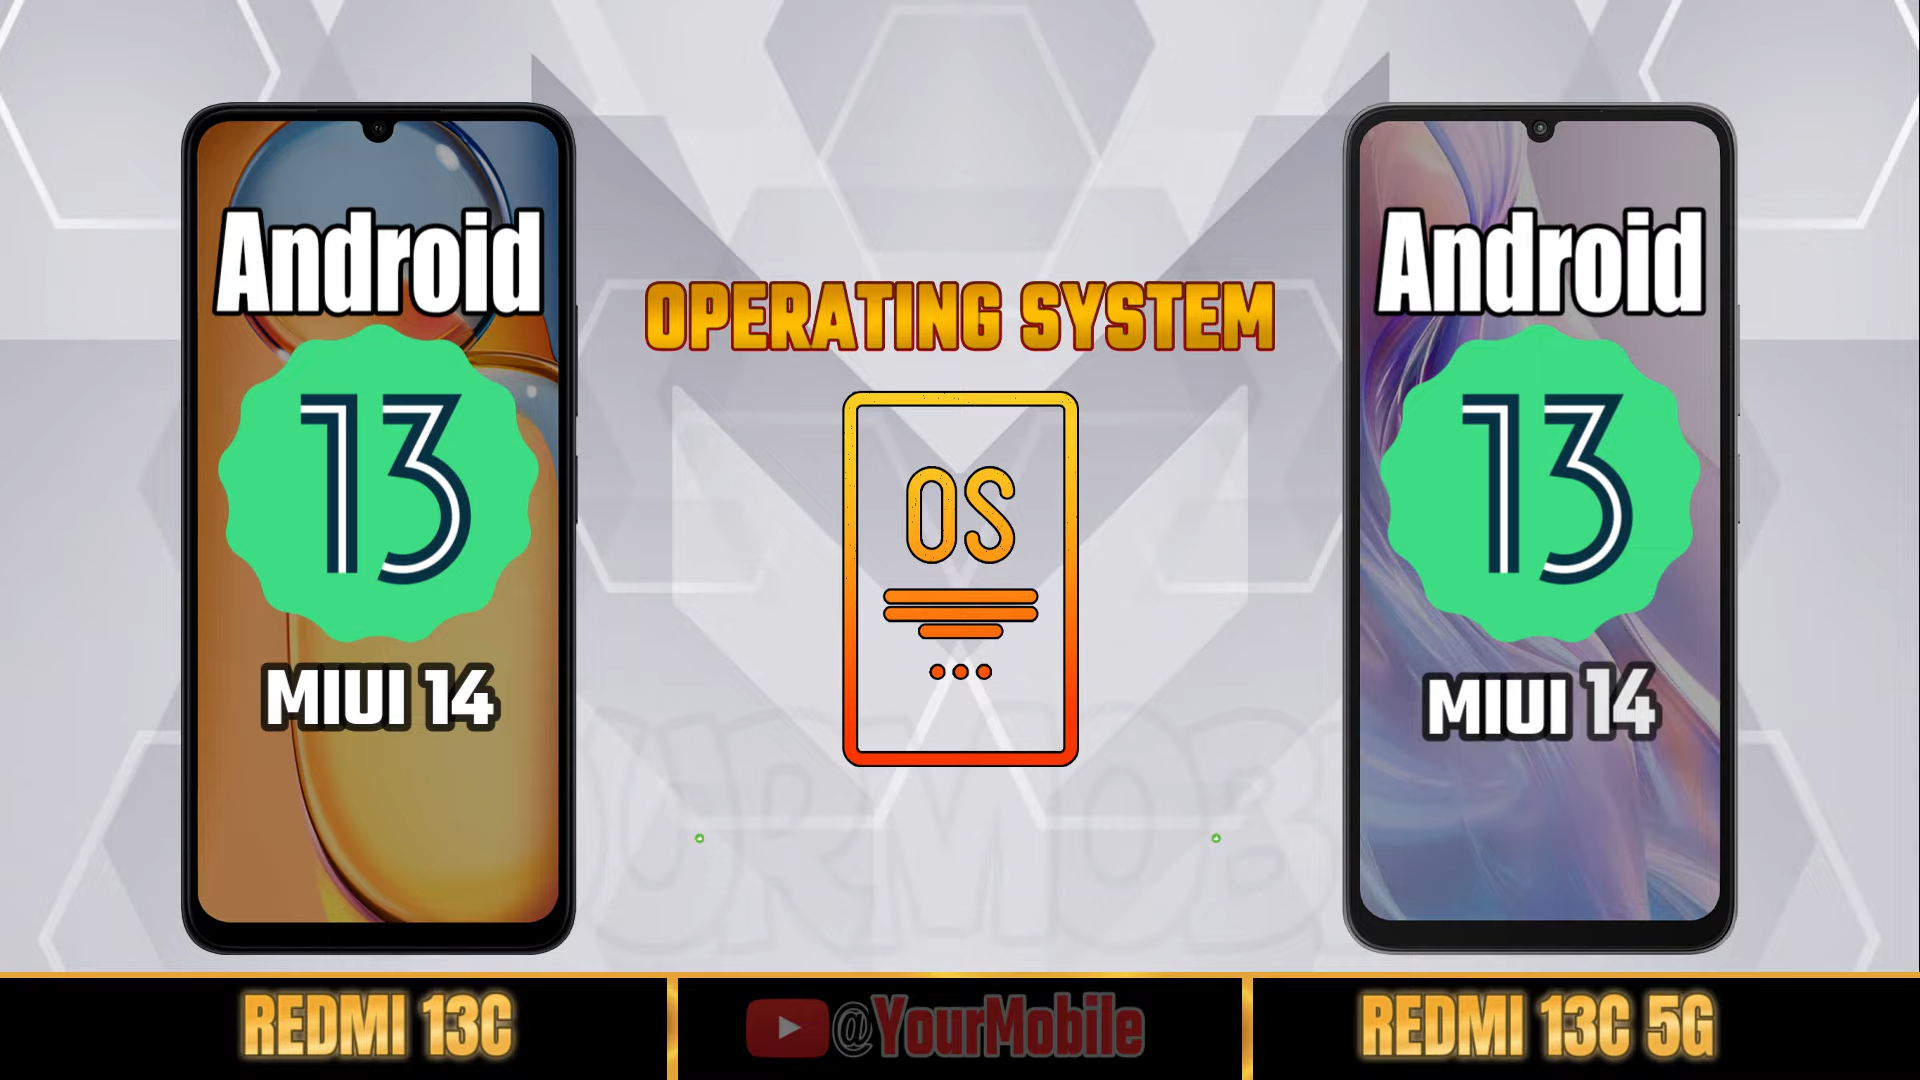 Android
13
MIUI 14
OPERATING SYSTEM
OS
Android
13
MIUI 14
REDMI 13C
@YourMobile
REDMI 13C 5G